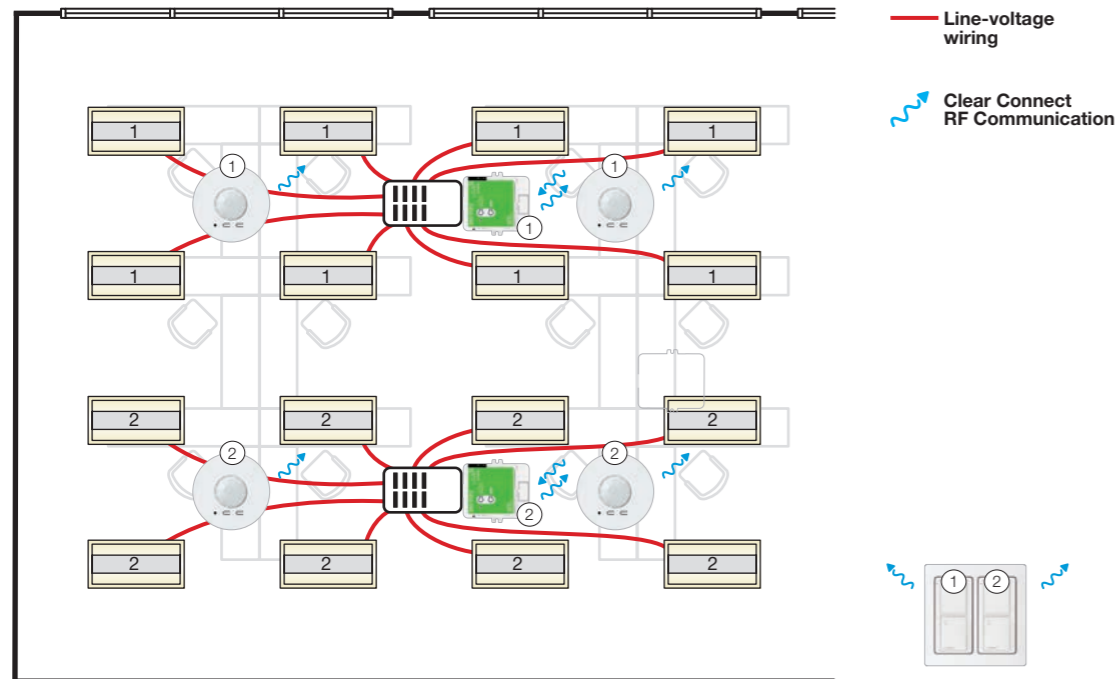 Line-voltage
wiring
Clear Connect
RF Communication
1 1 1 1
1 1
1
1 1 1 1
2 2 2 2
2 2
2
2 2 2 2
1 2